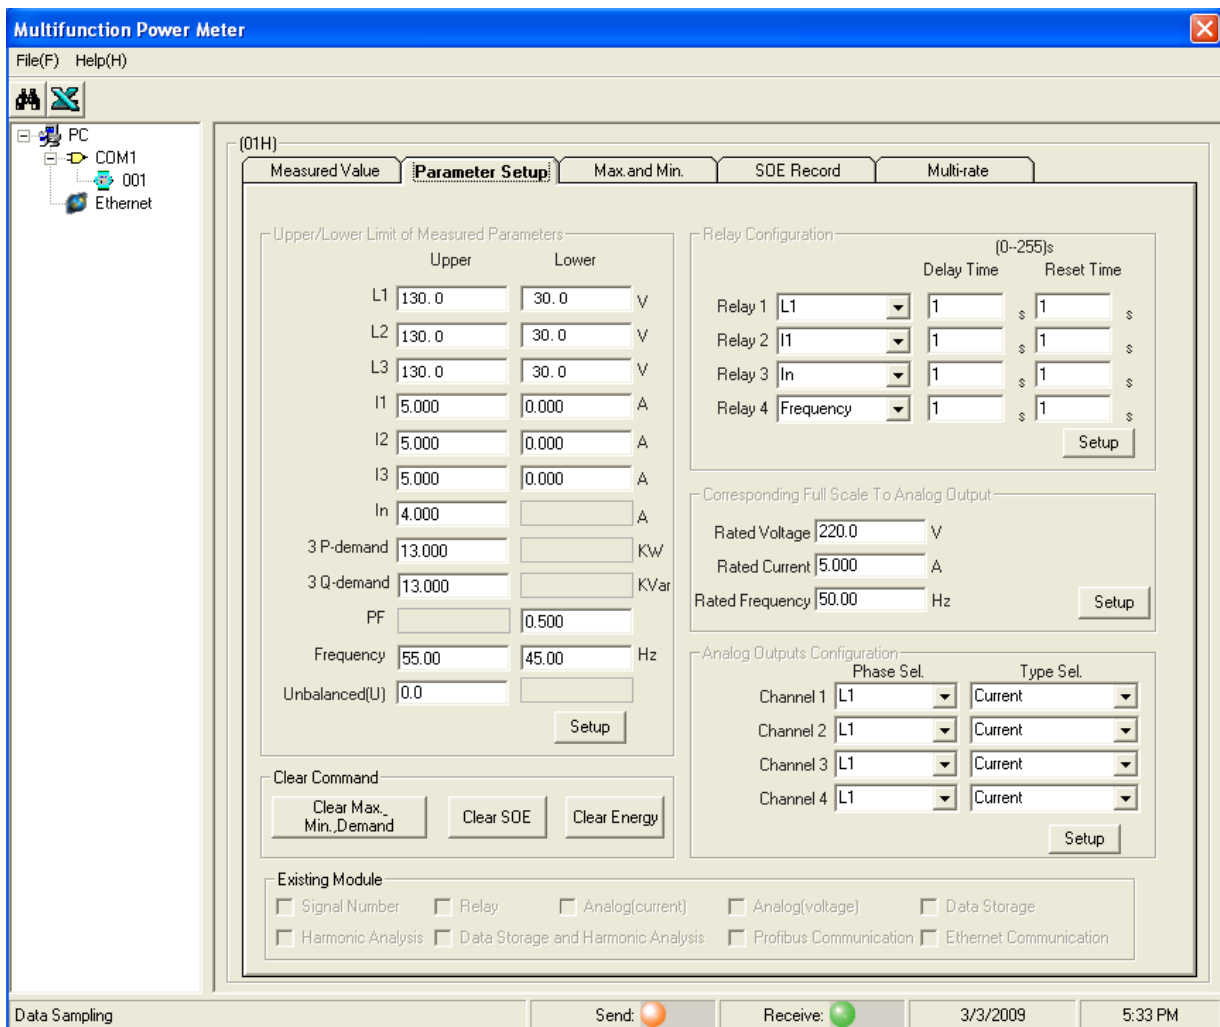 Multifunction Power Meter
File(F) Help(H)
PC
COM1
001
Ethernet
(01H)
Measured Value Parameter Setup Max.and Min. SOE Record Multi-rate
Upper/Lower Limit of Measured Parameters
Upper Lower
L1 130.0 30.0 V
L2 130.0 30.0 V
L3 130.0 30.0 V
I1 5.000 0.000 A
I2 5.000 0.000 A
I3 5.000 0.000 A
In 4.000 A
3 P-demand 13.000 KW
3 Q-demand 13.000 KVar
PF 0.500
Frequency 55.00 45.00 Hz
Unbalanced(U) 0.0
Setup
Relay Configuration
(0--255)s
Delay Time Reset Time
Relay 1 L1 1 s 1 s
Relay 2 I1 1 s 1 s
Relay 3 In 1 s 1 s
Relay 4 Frequency 1 s 1 s
Setup
Corresponding Full Scale To Analog Output
Rated Voltage 220.0 V
Rated Current 5.000 A
Rated Frequency 50.00 Hz
Setup
Analog Outputs Configuration
Phase Sel. Type Sel.
Channel 1 L1 Current
Channel 2 L1 Current
Channel 3 L1 Current
Channel 4 L1 Current
Setup
Clear Command
Clear Max._
Min.,Demand
Clear SOE
Clear Energy
Existing Module
Signal Number Relay Analog(current) Analog(voltage) Data Storage
Harmonic Analysis Data Storage and Harmonic Analysis Profibus Communication Ethernet Communication
Data Sampling Send: Receive: 3/3/2009 5:33 PM